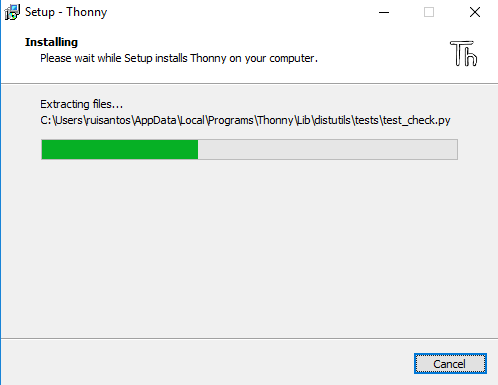 Setup - Thonny
Installing
Please wait while Setup installs Thonny on your computer.
Th
Extracting files...
C:\Users\ruisantos\AppData\Local\Programs\Thonny\Lib\distutils\tests\test_check.py
Cancel